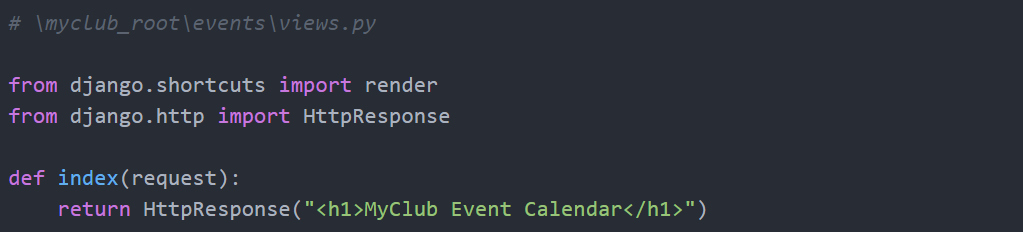 # \myclub_root\events\views.py
from django.shortcuts import render
from django.http import HttpResponse
def index(request):
    return HttpResponse("<h1>MyClub Event Calendar</h1>")